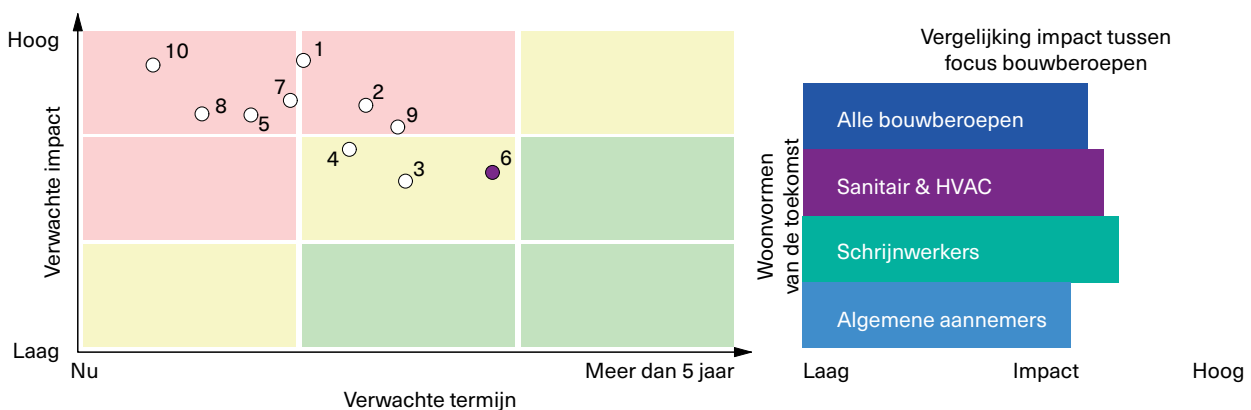 Hoog
Verwachte impact
Laag
10
8
5
7
1
2
9
4
3
6
Nu
Meer dan 5 jaar
Verwachte termijn
Vergelijking impact tussen
focus bouwberoepen
Woonvormen
van de toekomst
Alle bouwberoepen
Sanitair & HVAC
Schrijnwerkers
Algemene aannemers
Laag
Impact
Hoog